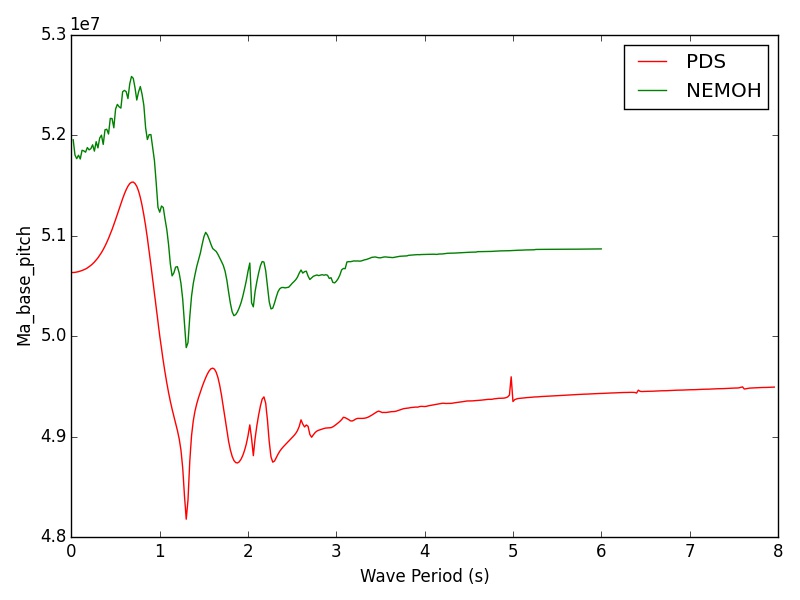 1e7
5.3
5.2
5.1
5.0
4.9
4.8
0 1 2 3 4 5 6 7 8
Wave Period (s)
Ma_base_pitch
PDS
NEMOH